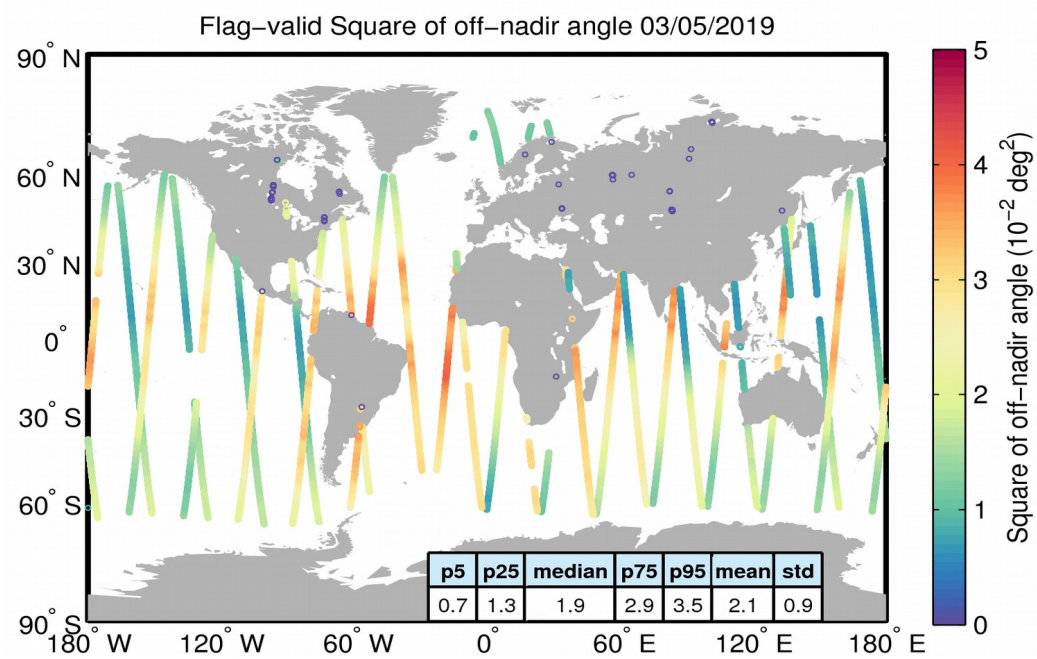 Flag−valid Square of off−nadir angle 03/05/2019
90° N
60° N
30° N
0°
30° S
60° S
90° S
180° W
120° W
60° W
0°
60° E
120° E
180° E
5
4
3
2
1
0
Square of off−nadir angle (10⁻² deg²)
p5 p25 median p75 p95 mean std
0.7 1.3 1.9 2.9 3.5 2.1 0.9